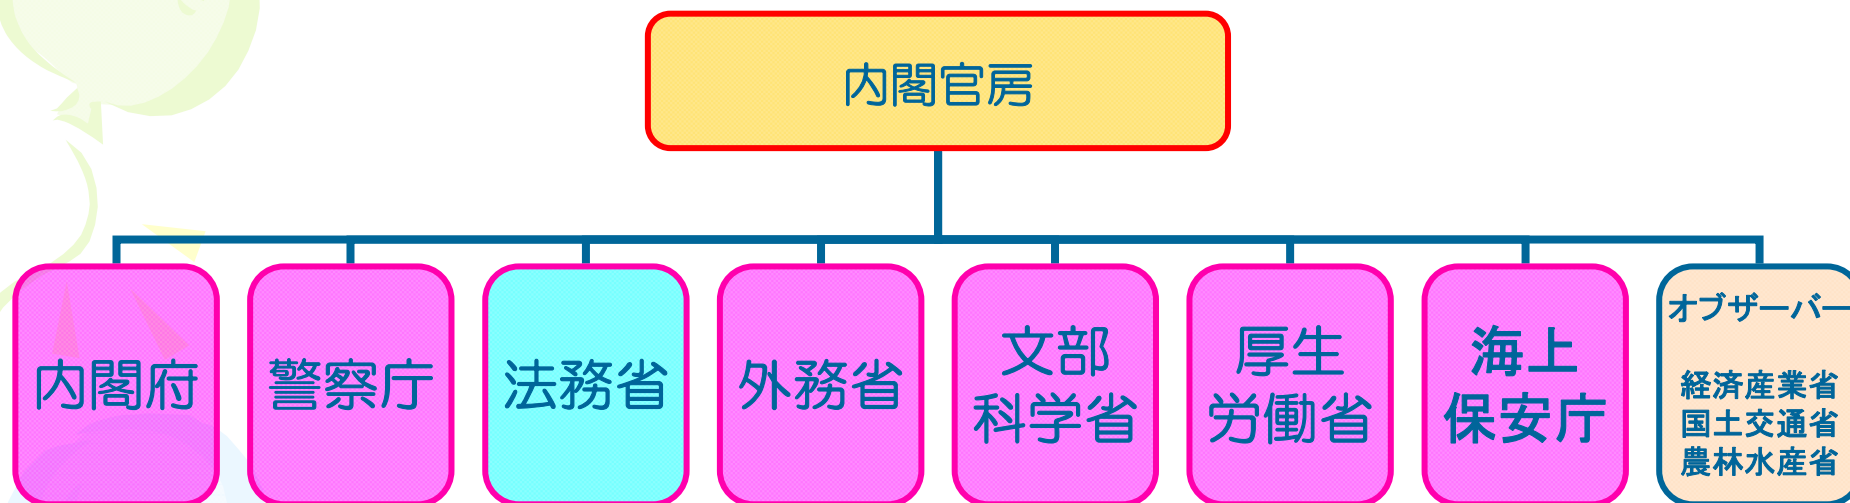 内閣官房
内閣府
警察庁
法務省
外務省
文部
科学省
厚生
労働省
海上
保安庁
オブザーバー
経済産業省
国土交通省
農林水産省